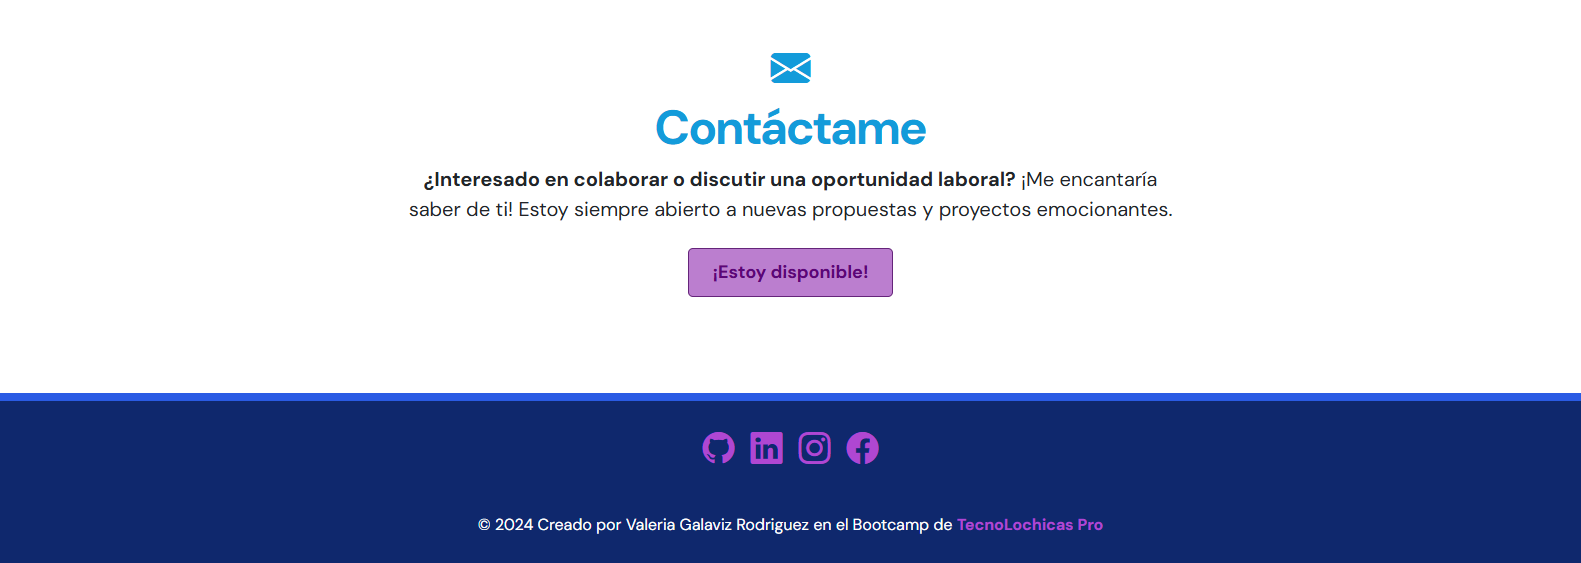 Contáctame
¿Interesado en colaborar o discutir una oportunidad laboral? ¡Me encantaría
saber de ti! Estoy siempre abierto a nuevas propuestas y proyectos emocionantes.
¡Estoy disponible!
© 2024 Creado por Valeria Galaviz Rodriguez en el Bootcamp de TecnoLochicas Pro